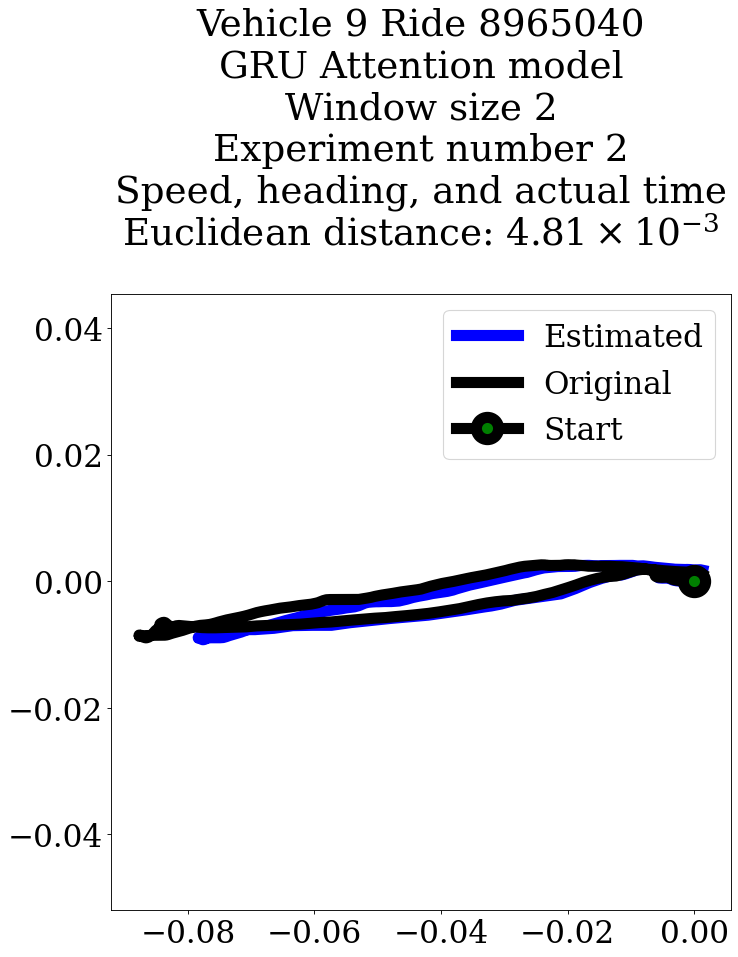 Vehicle 9 Ride 8965040
GRU Attention model
Window size 2
Experiment number 2
Speed, heading, and actual time
Euclidean distance: 4.81 × 10⁻³
Estimated
Original
Start
0.04
0.02
0.00
−0.02
−0.04
−0.08 −0.06 −0.04 −0.02 0.00